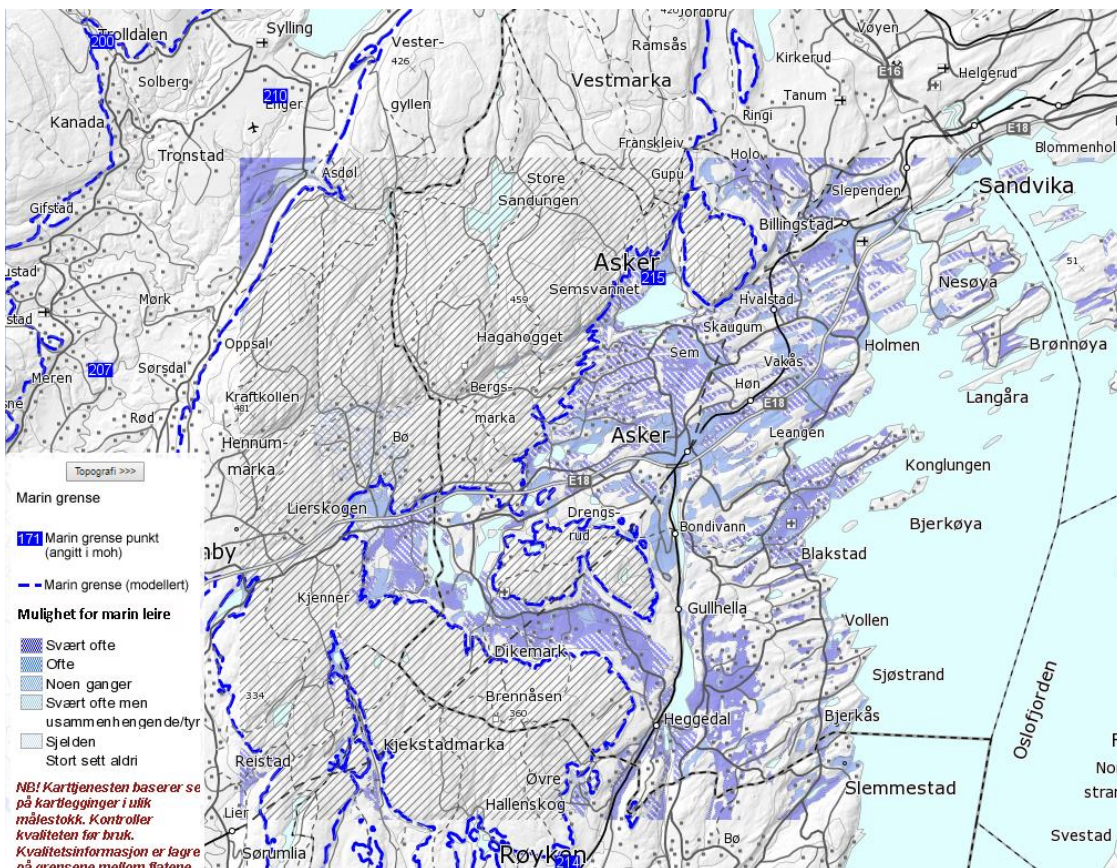 Trolldalen
200
Sylling
Solberg
210
Enger
Kanada
Tronstad
Asdøl
Gifstad
Mørk
Oppsal
207
Sørsdal
Meren
Rød
Vester-
426
gyllen
Ramsås
Vestmarka
Kirkerud
Tanum
Ringi
Franskleiv
Holo
Gupu
Store
Sandungen
Vøyen
E16
Helgerud
E18
Blommenhol
Slependen
Sandvika
Billingstad
Asker
215
Semsvannet
459
Hvalstad
Nesøya
51
Hagahogget
Skaugum
Holmen
Brønnøya
Sem
Vakås
Langåra
Kraftkollen
481
Bergs-
marka
Høn
E18
Hennum-
marka
Bø
Asker
Leangen
Konglungen
E18
Lierskogen
Drengs-
rud
Bondivann
Bjerkøya
Blakstad
Kjenner
Gullhella
Vollen
Dikemark
Sjøstrand
334
Brennåsen
360
Heggedal
Bjerkås
Oslofjorden
Kjekstadmarka
Reistad
Øvre
Hallenskog
Slemmestad
Lier
Sørumlia
Røyken
214
Bø
Svestad
Topografi >>>
Marin grense
171 Marin grense punkt
(angitt i moh)
Marin grense (modellert)
Mulighet for marin leire
Svært ofte
Ofte
Noen ganger
Svært ofte men
usammenhengende/tyr
Sjelden
Stort sett aldri
NB! Karttjenesten baserer se
på kartlegginger i ulik
målestokk. Kontroller
kvaliteten før bruk.
Kvalitetsinformasjon er lagre
på grensene mellom flatene